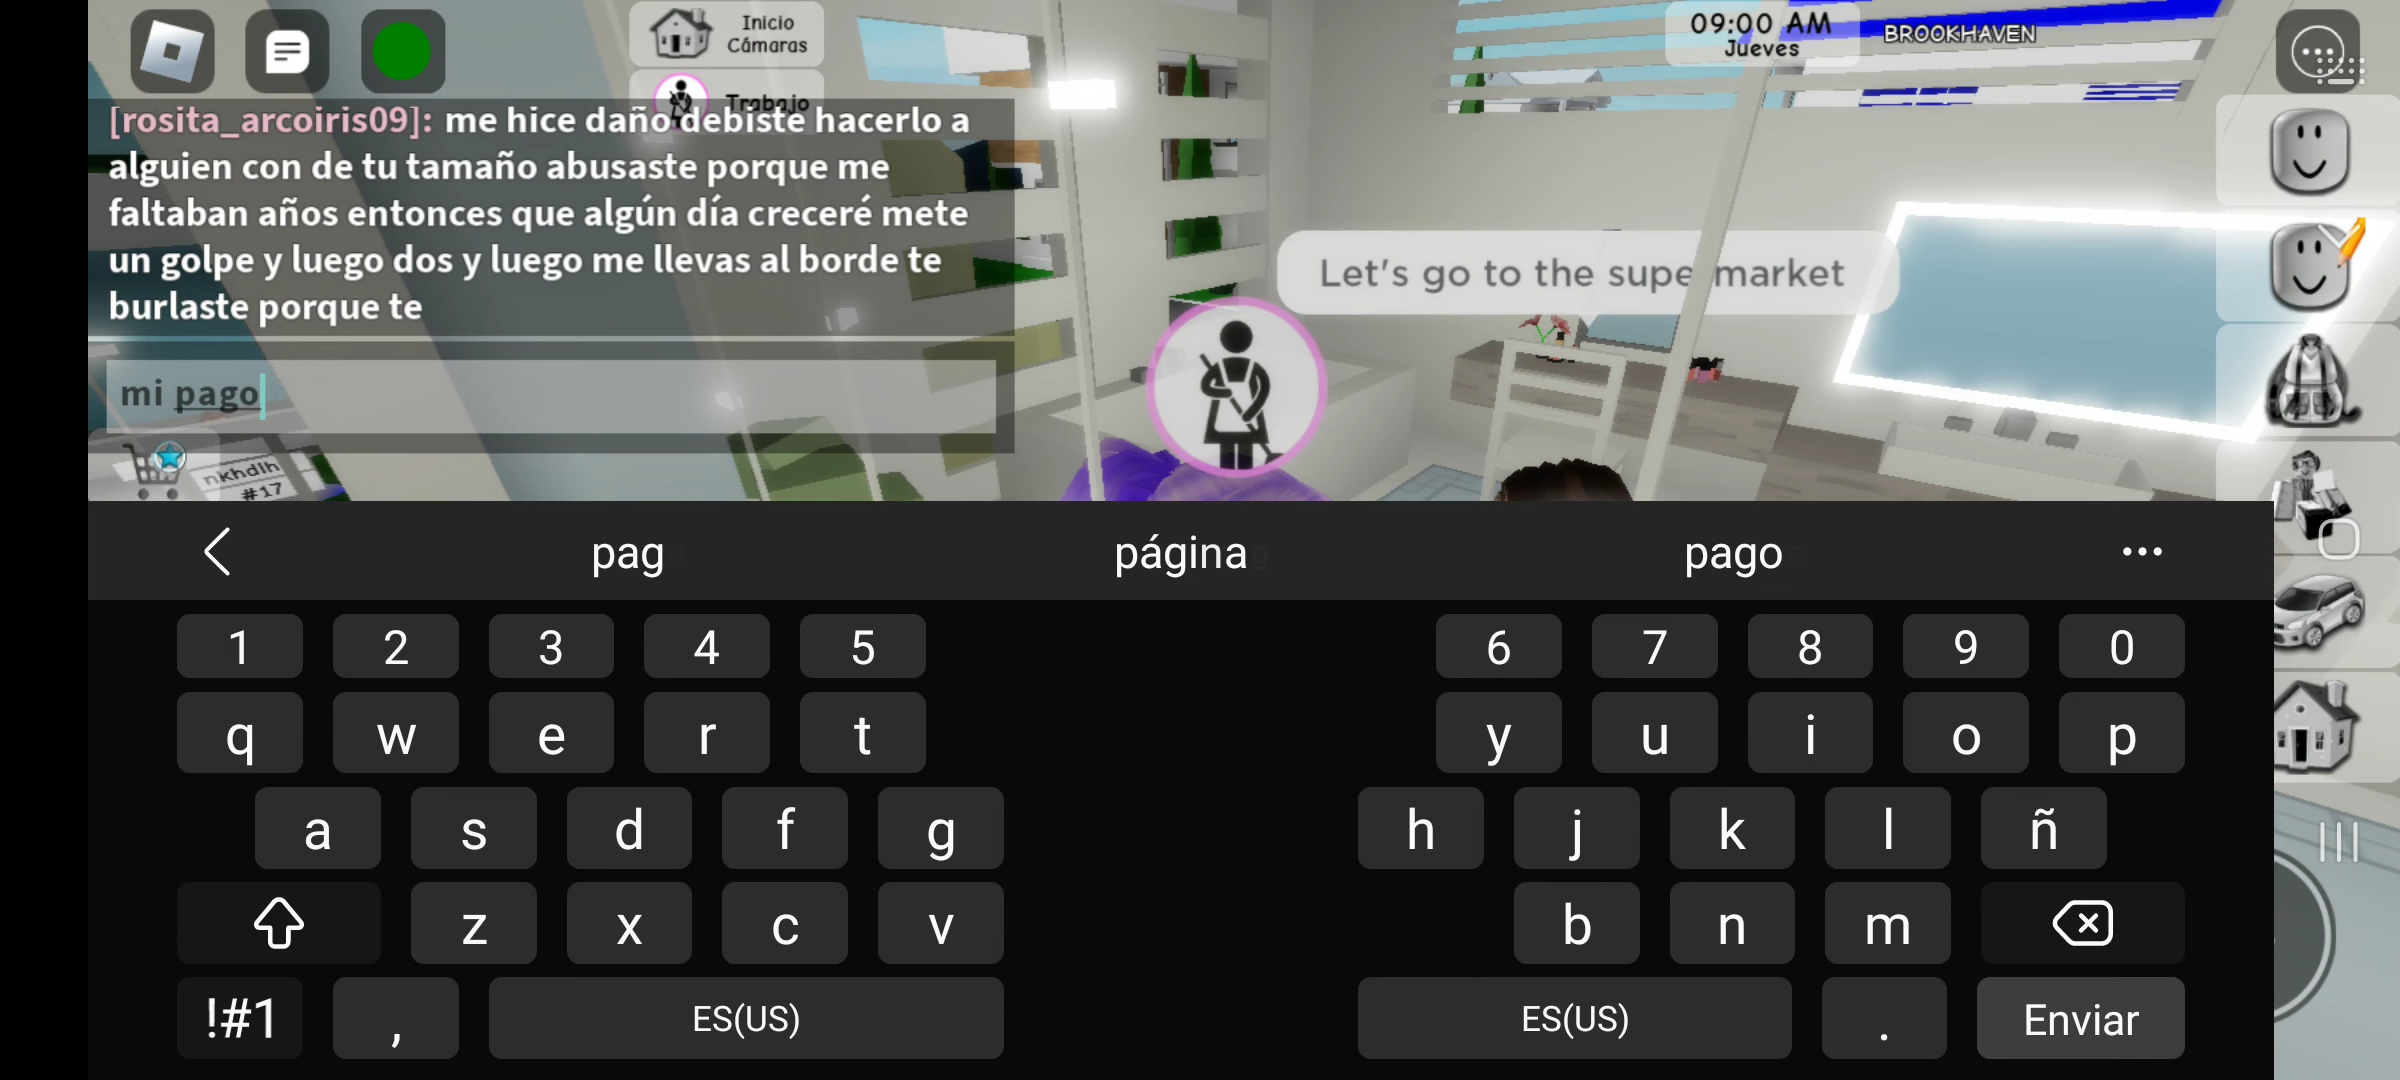 Inicio
Cámaras
Trabajo
09:00 AM
Jueves
BROOKHAVEN
[rosita_arcoiris09]: me hice daño debiste hacerlo a
alguien con de tu tamaño abusaste porque me
faltaban años entonces que algún día creceré mete
un golpe y luego dos y luego me llevas al borde te
burlaste porque te
Let's go to the supermarket
mi pago
nkhdlh
#17
pag página pago ...
1 2 3 4 5 6 7 8 9 0
q w e r t y u i o p
a s d f g h j k l ñ
z x c v b n m
!#1 , ES(US) ES(US) . Enviar